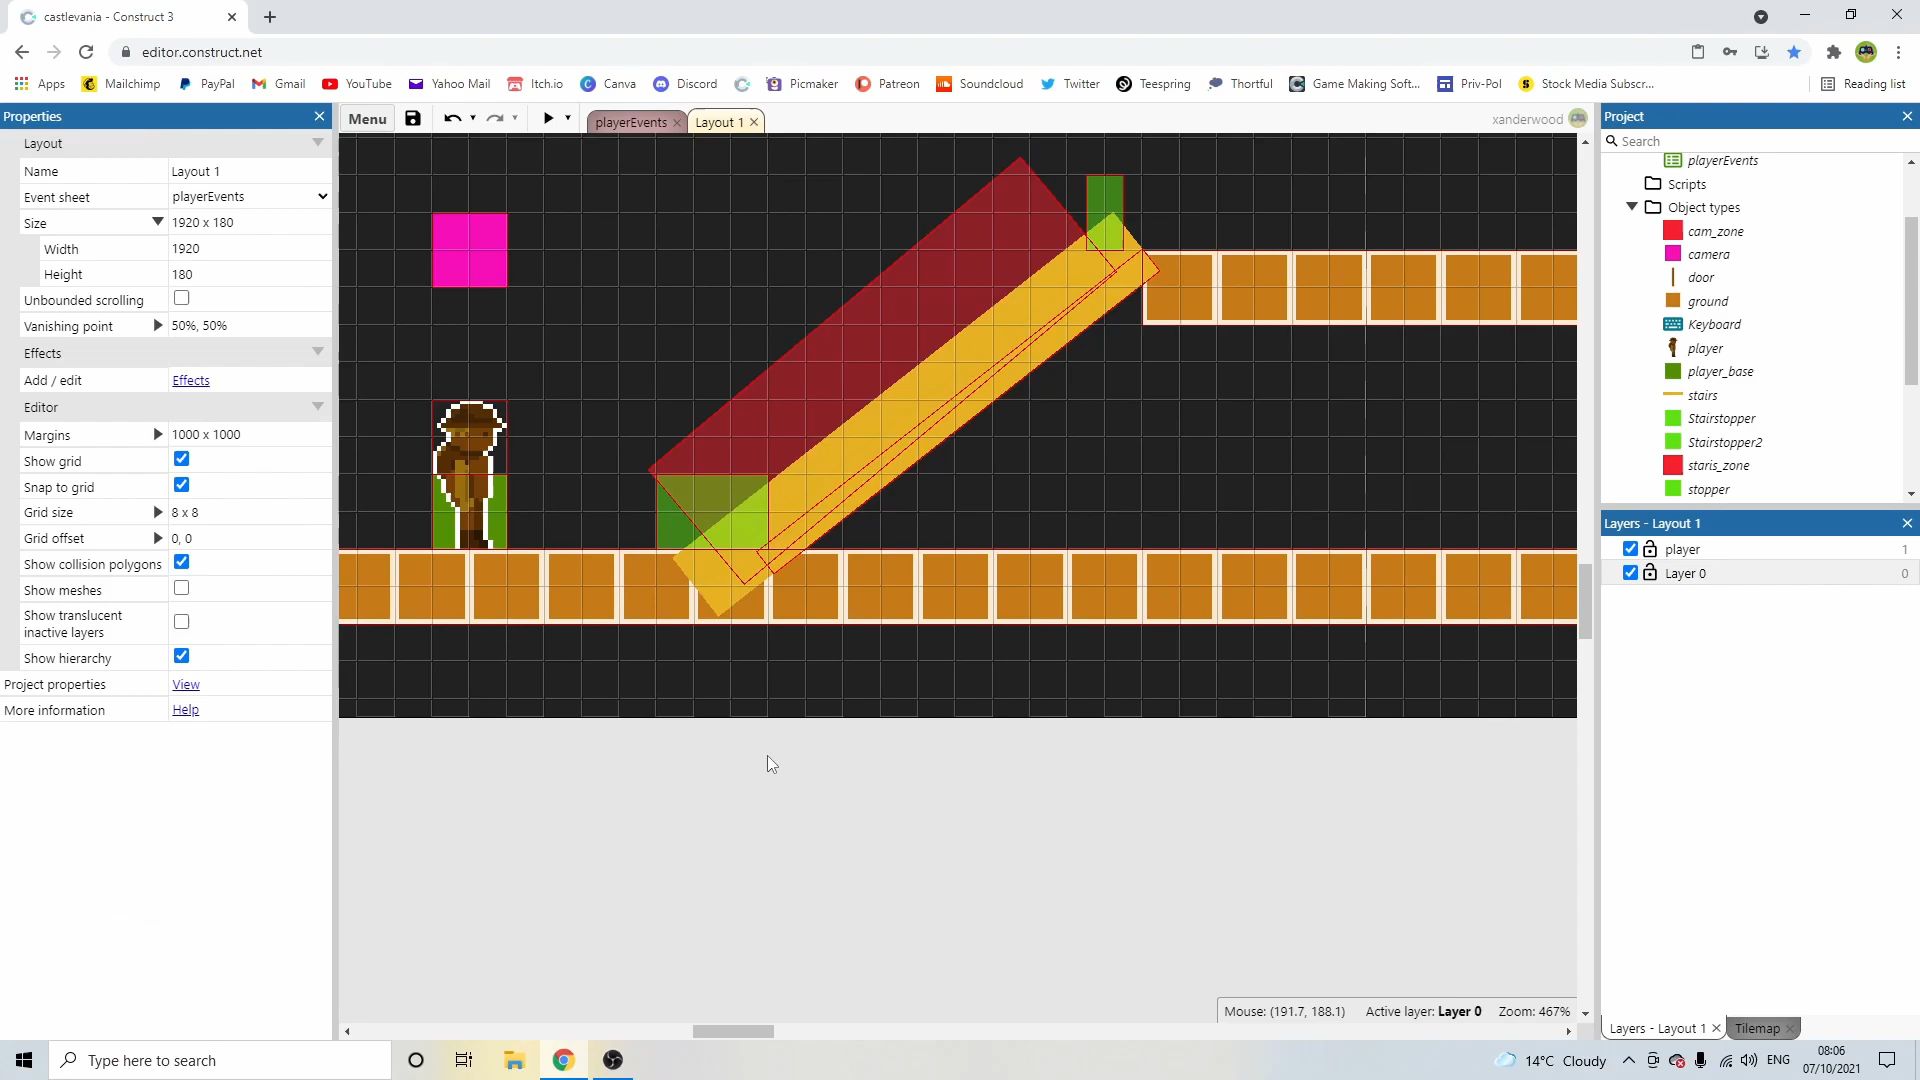 castlevania - Construct 3
editor.construct.net
Apps Mailchimp PayPal Gmail YouTube Yahoo Mail Itch.io Canva Discord Picmaker Patreon Soundcloud Twitter Teespring Thortful Game Making Soft... Priv-Pol Stock Media Subscr... Reading list
Properties
Menu
playerEvents
Layout 1
xanderwood
Project
Layout
Name Layout 1
Event sheet playerEvents
Size 1920 x 180
Width 1920
Height 180
Unbounded scrolling
Vanishing point 50%, 50%
Effects
Add / edit Effects
Editor
Margins 1000 x 1000
Show grid
Snap to grid
Grid size 8 x 8
Grid offset 0, 0
Show collision polygons
Show meshes
Show translucent
inactive layers
Show hierarchy
Project properties View
More information Help
Search
playerEvents
Scripts
Object types
cam_zone
camera
door
ground
Keyboard
player
player_base
stairs
Stairstopper
Stairstopper2
staris_zone
stopper
Layers - Layout 1
player 1
Layer 0 0
Mouse: (191.7, 188.1) Active layer: Layer 0 Zoom: 467%
Layers - Layout 1 Tilemap
Type here to search
14°C Cloudy
ENG
08:06
07/10/2021